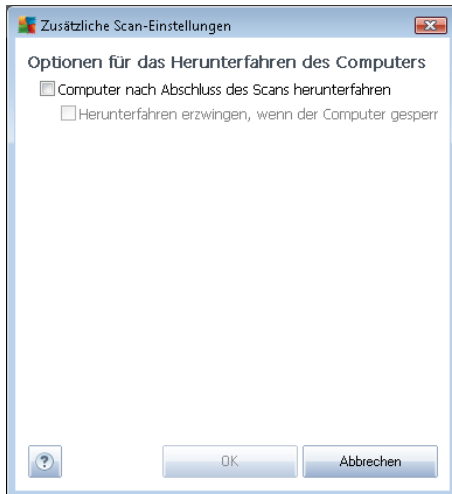 Zusätzliche Scan-Einstellungen
Optionen für das Herunterfahren des Computers
Computer nach Abschluss des Scans herunterfahren
Herunterfahren erzwingen, wenn der Computer gesperr
?
OK
Abbrechen